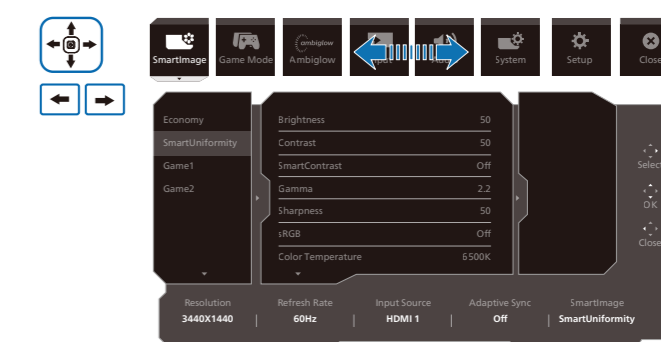 SmartImage Game Mode ambiglow Ambiglow System Setup Close
Economy
SmartUniformity
Game1
Game2
Brightness 50
Contrast 50
SmartContrast Off
Gamma 2.2
Sharpness 50
sRGB Off
Color Temperature 6500K
Select
OK
Close
Resolution Refresh Rate Input Source Adaptive Sync SmartImage
3440X1440 | 60Hz | HDMI 1 | Off | SmartUniformity